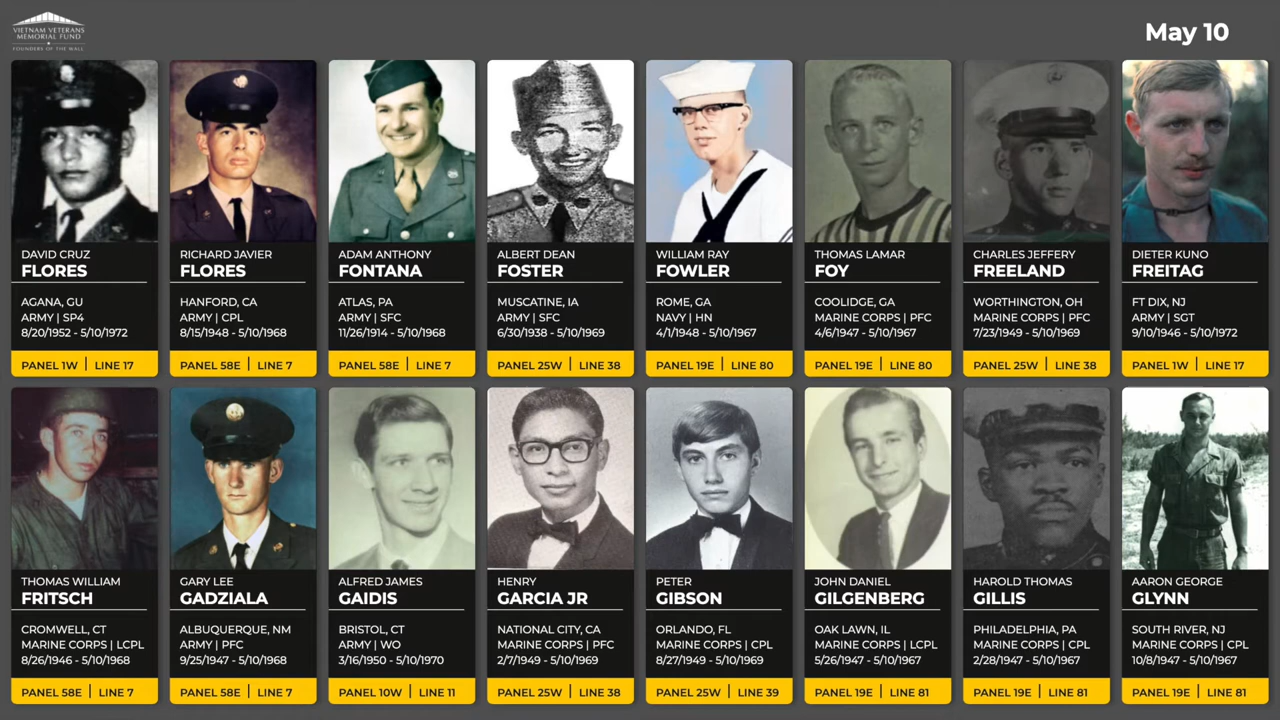 VIETNAM VETERANS
MEMORIAL FUND
FOUNDERS OF THE WALL
May 10
DAVID CRUZ
FLORES
AGANA, GU
ARMY | SP4
8/20/1952 - 5/10/1972
PANEL 1W | LINE 17
RICHARD JAVIER
FLORES
HANFORD, CA
ARMY | CPL
8/15/1948 - 5/10/1968
PANEL 58E | LINE 7
ADAM ANTHONY
FONTANA
ATLAS, PA
ARMY | SFC
11/26/1914 - 5/10/1968
PANEL 58E | LINE 7
ALBERT DEAN
FOSTER
MUSCATINE, IA
ARMY | SFC
6/30/1938 - 5/10/1969
PANEL 25W | LINE 38
WILLIAM RAY
FOWLER
ROME, GA
NAVY | HN
4/1/1948 - 5/10/1967
PANEL 19E | LINE 80
THOMAS LAMAR
FOY
COOLIDGE, GA
MARINE CORPS | PFC
4/6/1947 - 5/10/1967
PANEL 19E | LINE 80
CHARLES JEFFERY
FREELAND
WORTHINGTON, OH
MARINE CORPS | PFC
7/23/1949 - 5/10/1969
PANEL 25W | LINE 38
DIETER KUNO
FREITAG
FT DIX, NJ
ARMY | SGT
9/10/1946 - 5/10/1972
PANEL 1W | LINE 17
THOMAS WILLIAM
FRITSCH
CROMWELL, CT
MARINE CORPS | LCPL
8/26/1946 - 5/10/1968
PANEL 58E | LINE 7
GARY LEE
GADZIALA
ALBUQUERQUE, NM
ARMY | PFC
9/25/1947 - 5/10/1968
PANEL 58E | LINE 7
ALFRED JAMES
GAIDIS
BRISTOL, CT
ARMY | WO
3/16/1950 - 5/10/1970
PANEL 10W | LINE 11
HENRY
GARCIA JR
NATIONAL CITY, CA
MARINE CORPS | PFC
2/7/1949 - 5/10/1969
PANEL 25W | LINE 38
PETER
GIBSON
ORLANDO, FL
MARINE CORPS | CPL
8/27/1949 - 5/10/1969
PANEL 25W | LINE 39
JOHN DANIEL
GILGENBERG
OAK LAWN, IL
MARINE CORPS | LCPL
5/26/1947 - 5/10/1967
PANEL 19E | LINE 81
HAROLD THOMAS
GILLIS
PHILADELPHIA, PA
MARINE CORPS | CPL
2/28/1947 - 5/10/1967
PANEL 19E | LINE 81
AARON GEORGE
GLYNN
SOUTH RIVER, NJ
MARINE CORPS | CPL
10/8/1947 - 5/10/1967
PANEL 19E | LINE 81